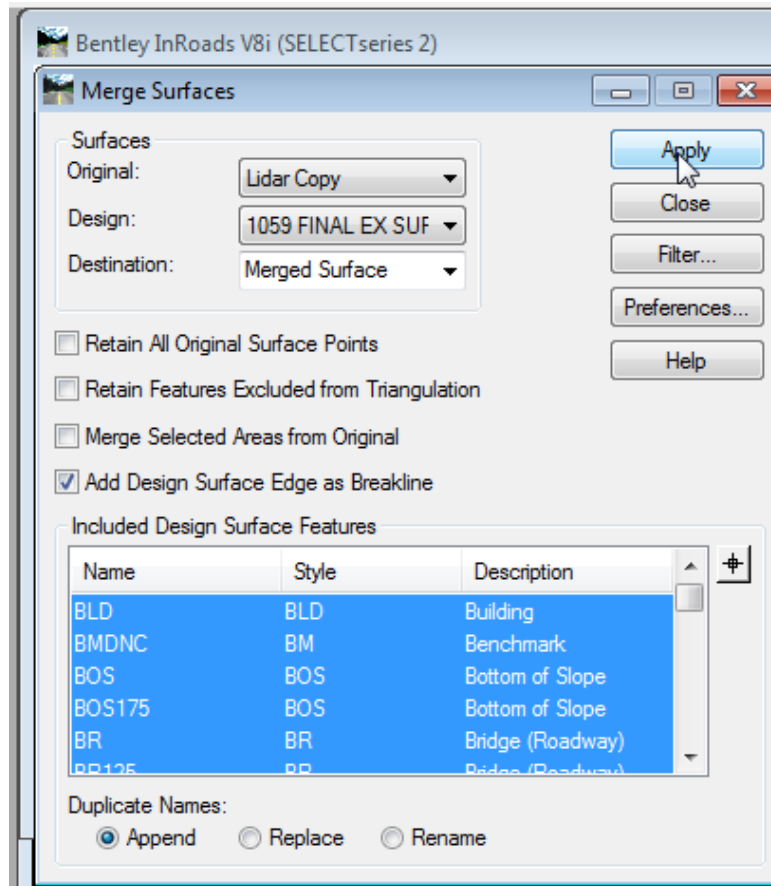 Bentley InRoads V8i (SELECTseries 2)
Merge Surfaces
Surfaces
Original: Lidar Copy
Design: 1059 FINAL EX SUF
Destination: Merged Surface
Apply
Close
Filter...
Preferences...
Help
Retain All Original Surface Points
Retain Features Excluded from Triangulation
Merge Selected Areas from Original
Add Design Surface Edge as Breakline
Included Design Surface Features
Name Style Description
BLD BLD Building
BMDNC BM Benchmark
BOS BOS Bottom of Slope
BOS175 BOS Bottom of Slope
BR BR Bridge (Roadway)
BR125 BR Bridge (Roadway)
Duplicate Names:
Append Replace Rename